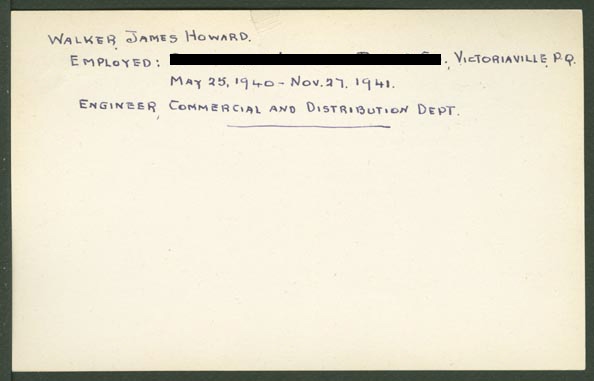 WALKER, JAMES HOWARD.
EMPLOYED: , VICTORIAVILLE, P.Q.
MAY 25, 1940 - NOV. 27, 1941.
ENGINEER, COMMERCIAL AND DISTRIBUTION DEPT.